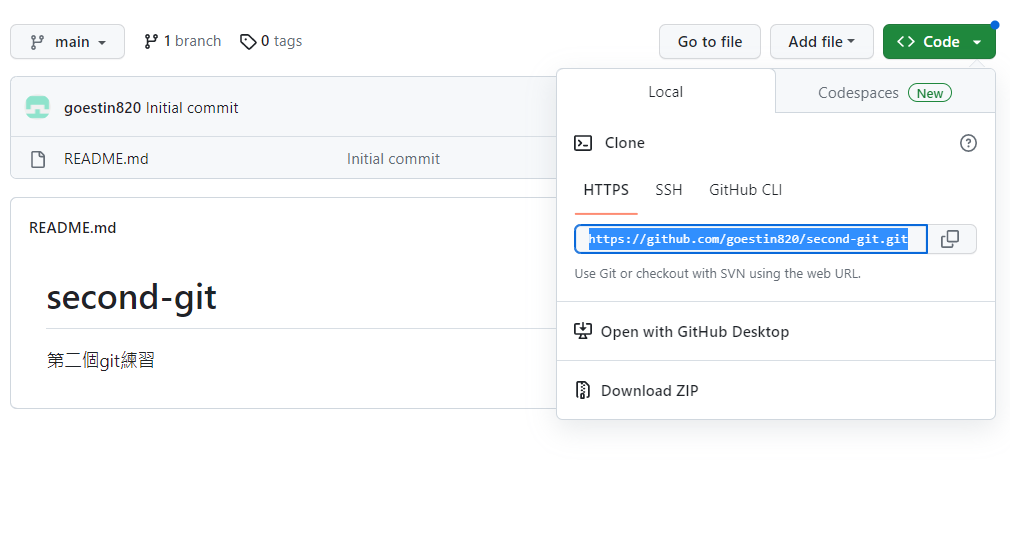 main 1 branch 0 tags Go to file Add file Code
goestin820 Initial commit
README.md Initial commit
README.md
second-git
第二個git練習
Local Codespaces New
Clone
HTTPS SSH GitHub CLI
https://github.com/goestin820/second-git.git
Use Git or checkout with SVN using the web URL.
Open with GitHub Desktop
Download ZIP